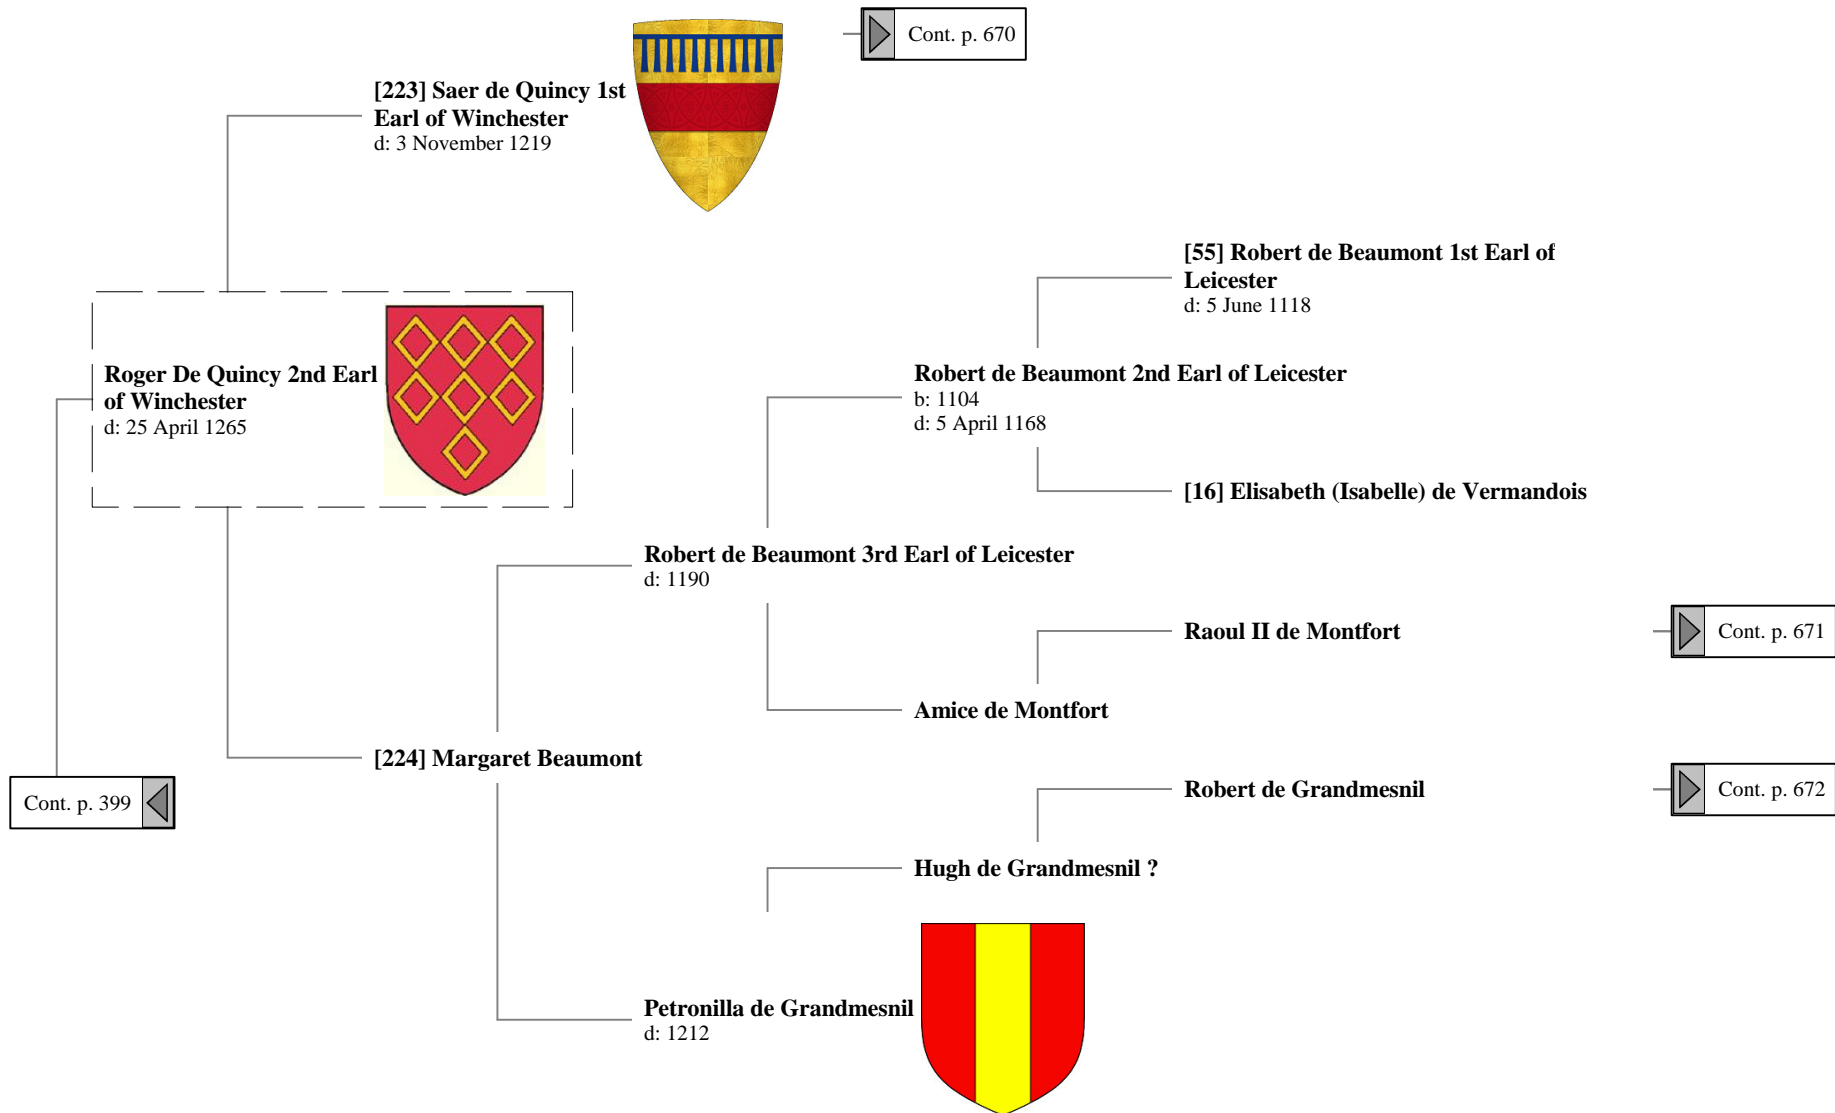 Cont. p. 670
[223] Saer de Quincy 1st
Earl of Winchester
d: 3 November 1219
[55] Robert de Beaumont 1st Earl of
Leicester
d: 5 June 1118
Roger De Quincy 2nd Earl
of Winchester
d: 25 April 1265
Robert de Beaumont 2nd Earl of Leicester
b: 1104
d: 5 April 1168
[16] Elisabeth (Isabelle) de Vermandois
Robert de Beaumont 3rd Earl of Leicester
d: 1190
Raoul II de Montfort
Cont. p. 671
Amice de Montfort
[224] Margaret Beaumont
Cont. p. 399
Robert de Grandmesnil
Cont. p. 672
Hugh de Grandmesnil ?
Petronilla de Grandmesnil
d: 1212